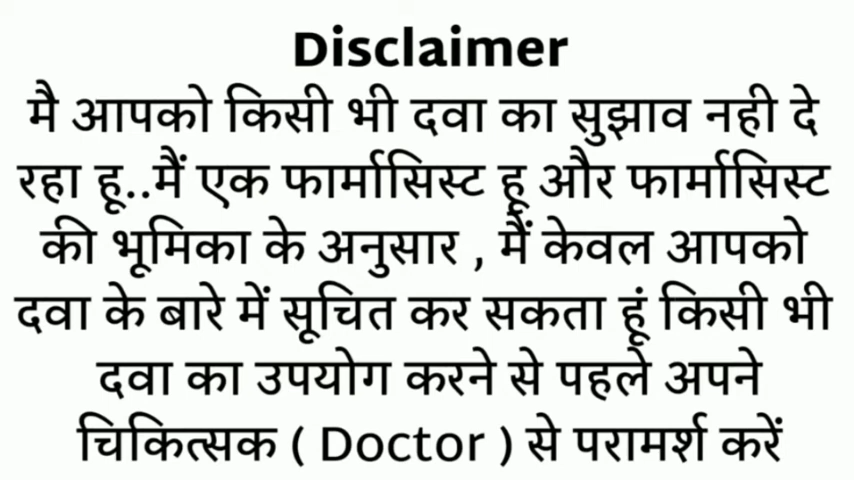 Disclaimer
मै आपको किसी भी दवा का सुझाव नही दे
रहा हू..मैं एक फार्मासिस्ट हू और फार्मासिस्ट
की भूमिका के अनुसार , मैं केवल आपको
दवा के बारे में सूचित कर सकता हूं किसी भी
दवा का उपयोग करने से पहले अपने
चिकित्सक ( Doctor ) से परामर्श करें